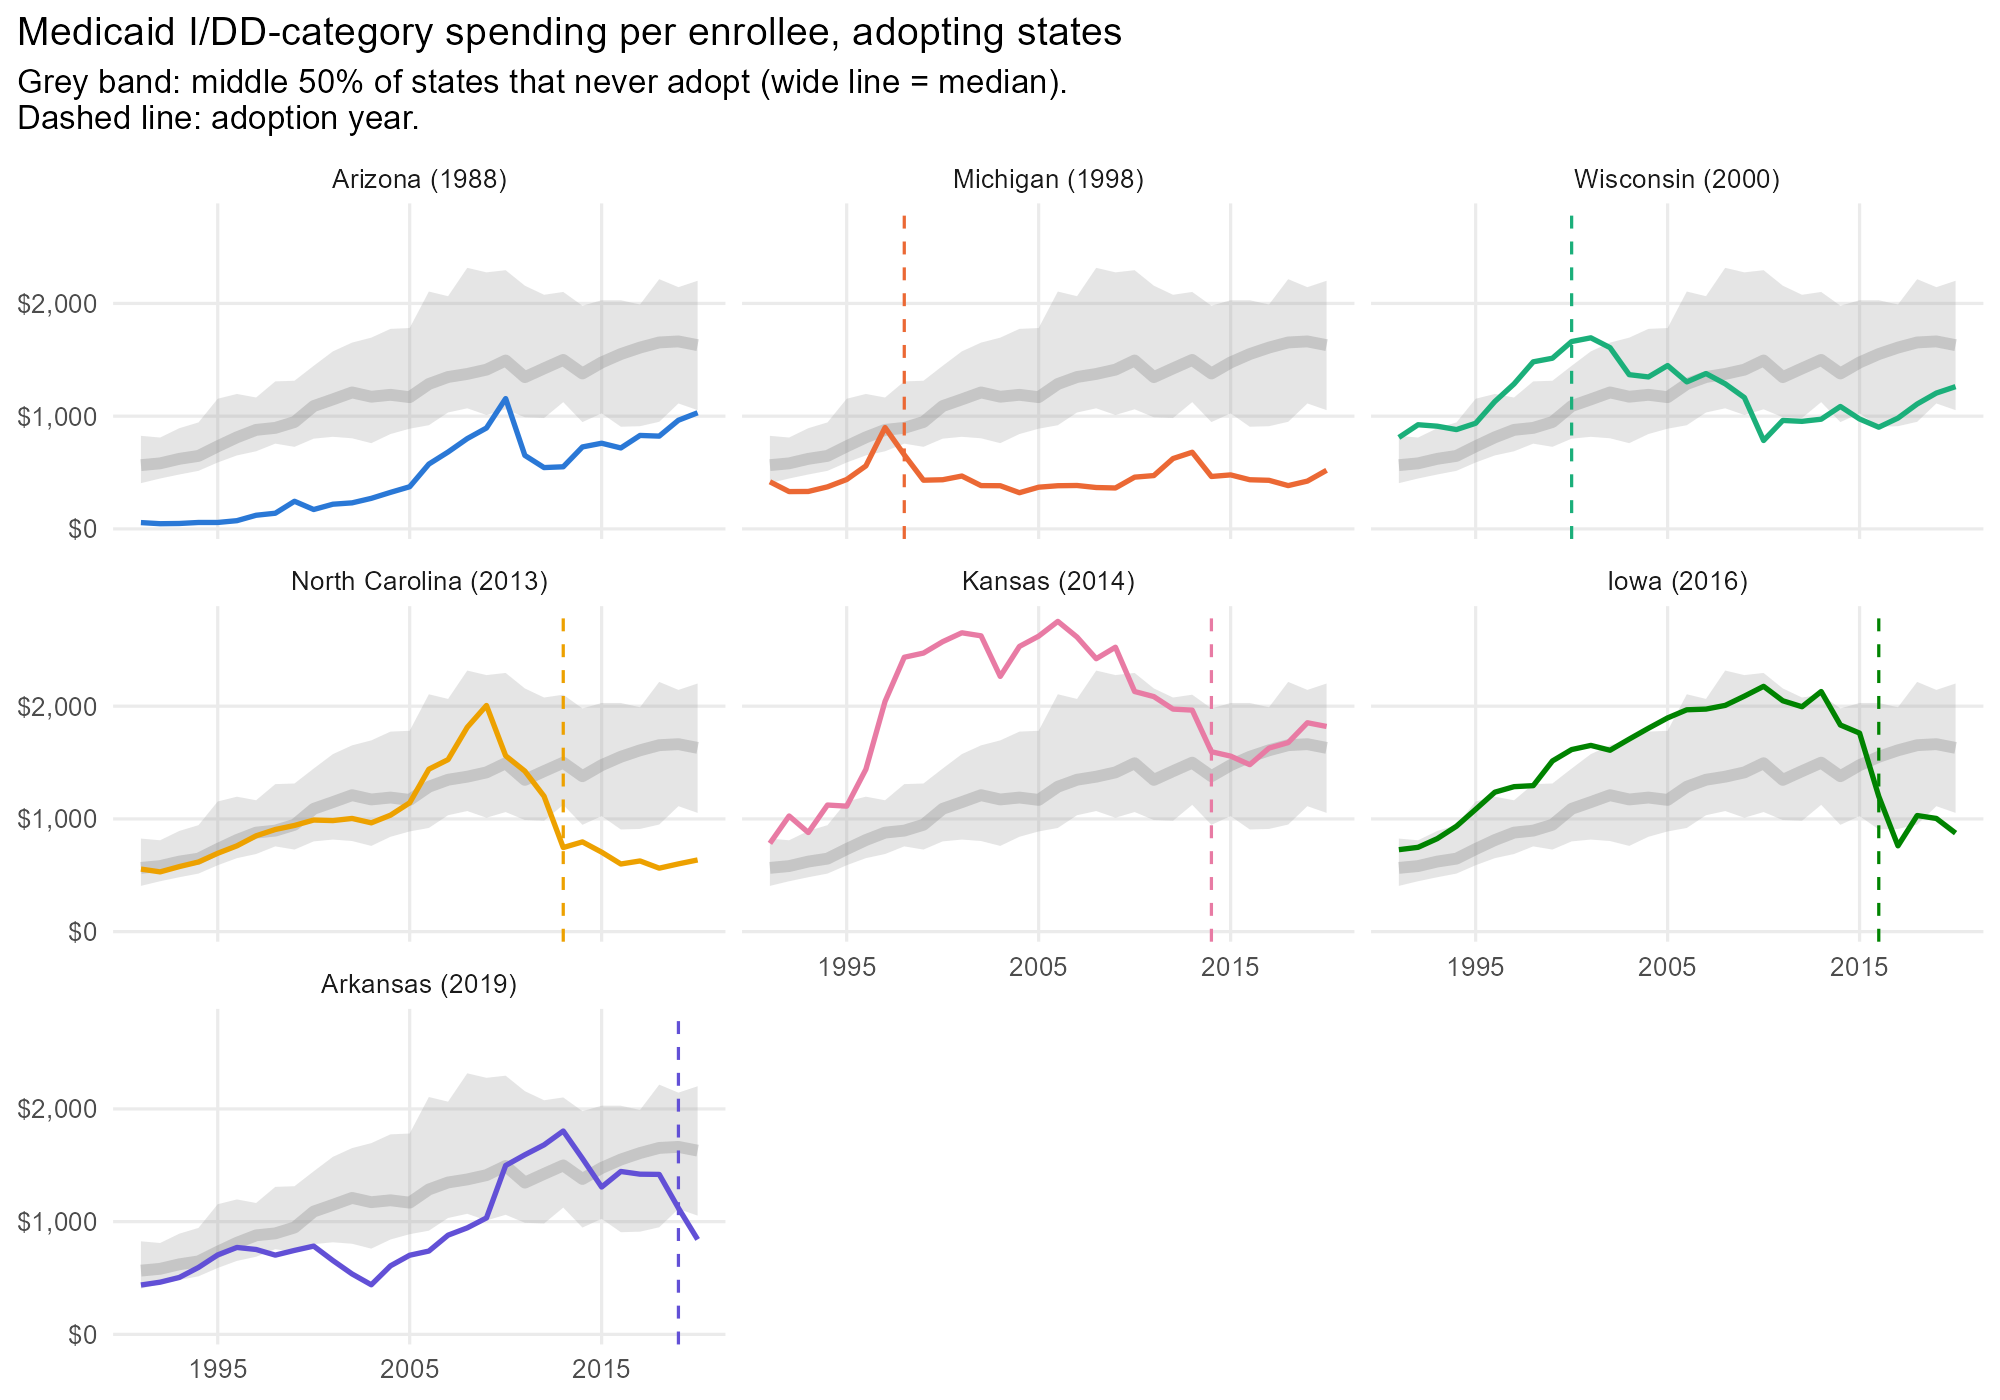 Medicaid I/DD-category spending per enrollee, adopting states
Grey band: middle 50% of states that never adopt (wide line = median).
Dashed line: adoption year.
Arizona (1988)
Michigan (1998)
Wisconsin (2000)
$2,000
$1,000
$0
North Carolina (2013)
Kansas (2014)
Iowa (2016)
$2,000
$1,000
$0
1995
2005
2015
1995
2005
2015
Arkansas (2019)
$2,000
$1,000
$0
1995
2005
2015